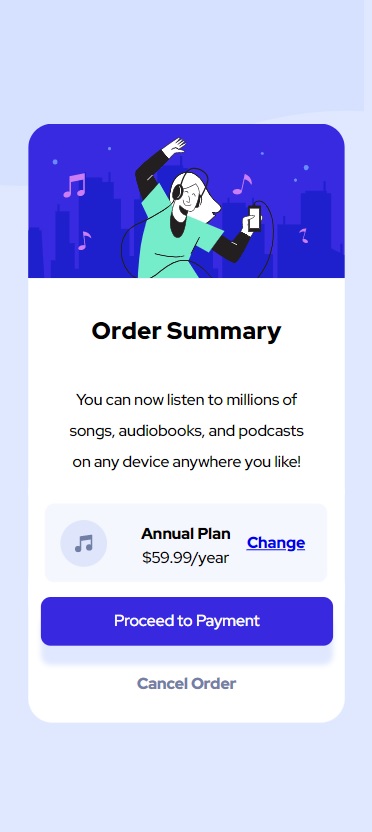 Order Summary
You can now listen to millions of
songs, audiobooks, and podcasts
on any device anywhere you like!
Annual Plan
$59.99/year
Change
Proceed to Payment
Cancel Order